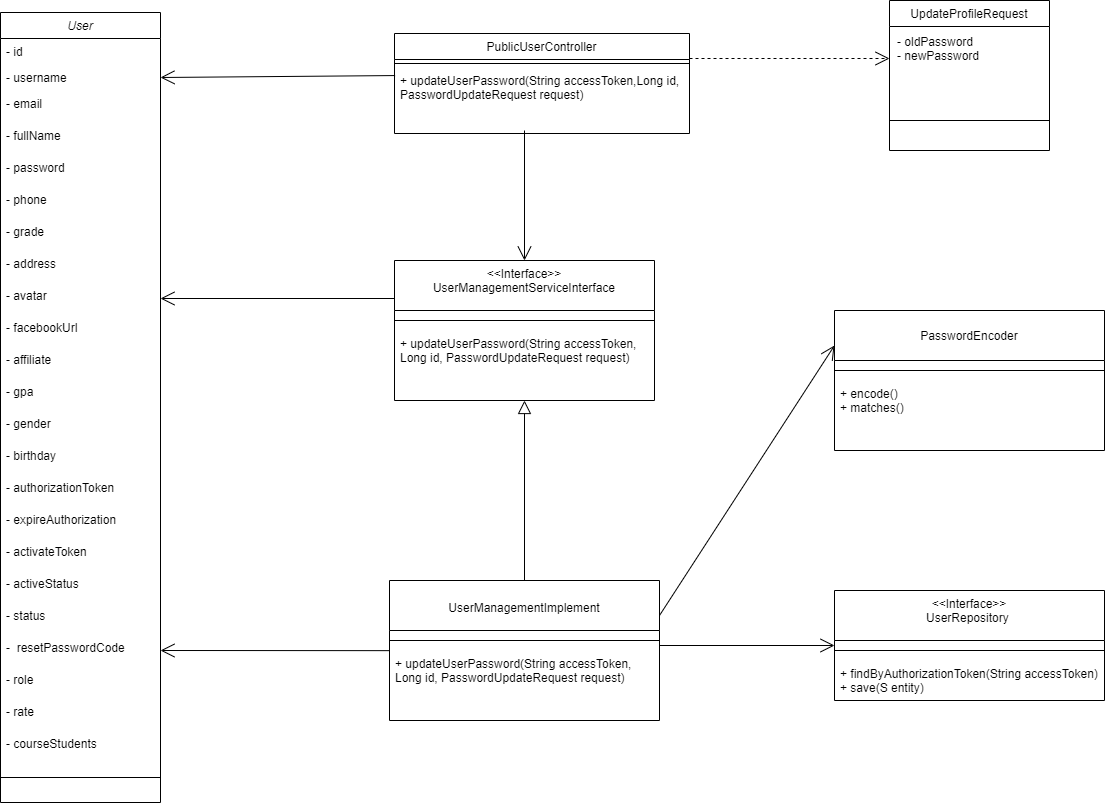 User
- id
- username
- email
- fullName
- password
- phone
- grade
- address
- avatar
- facebookUrl
- affiliate
- gpa
- gender
- birthday
- authorizationToken
- expireAuthorization
- activateToken
- activeStatus
- status
- resetPasswordCode
- role
- rate
- courseStudents
PublicUserController
+ updateUserPassword(String accessToken,Long id,
PasswordUpdateRequest request)
UpdateProfileRequest
- oldPassword
- newPassword
<<Interface>>
UserManagementServiceInterface
+ updateUserPassword(String accessToken,
Long id, PasswordUpdateRequest request)
PasswordEncoder
+ encode()
+ matches()
UserManagementImplement
+ updateUserPassword(String accessToken,
Long id, PasswordUpdateRequest request)
<<Interface>>
UserRepository
+ findByAuthorizationToken(String accessToken)
+ save(S entity)